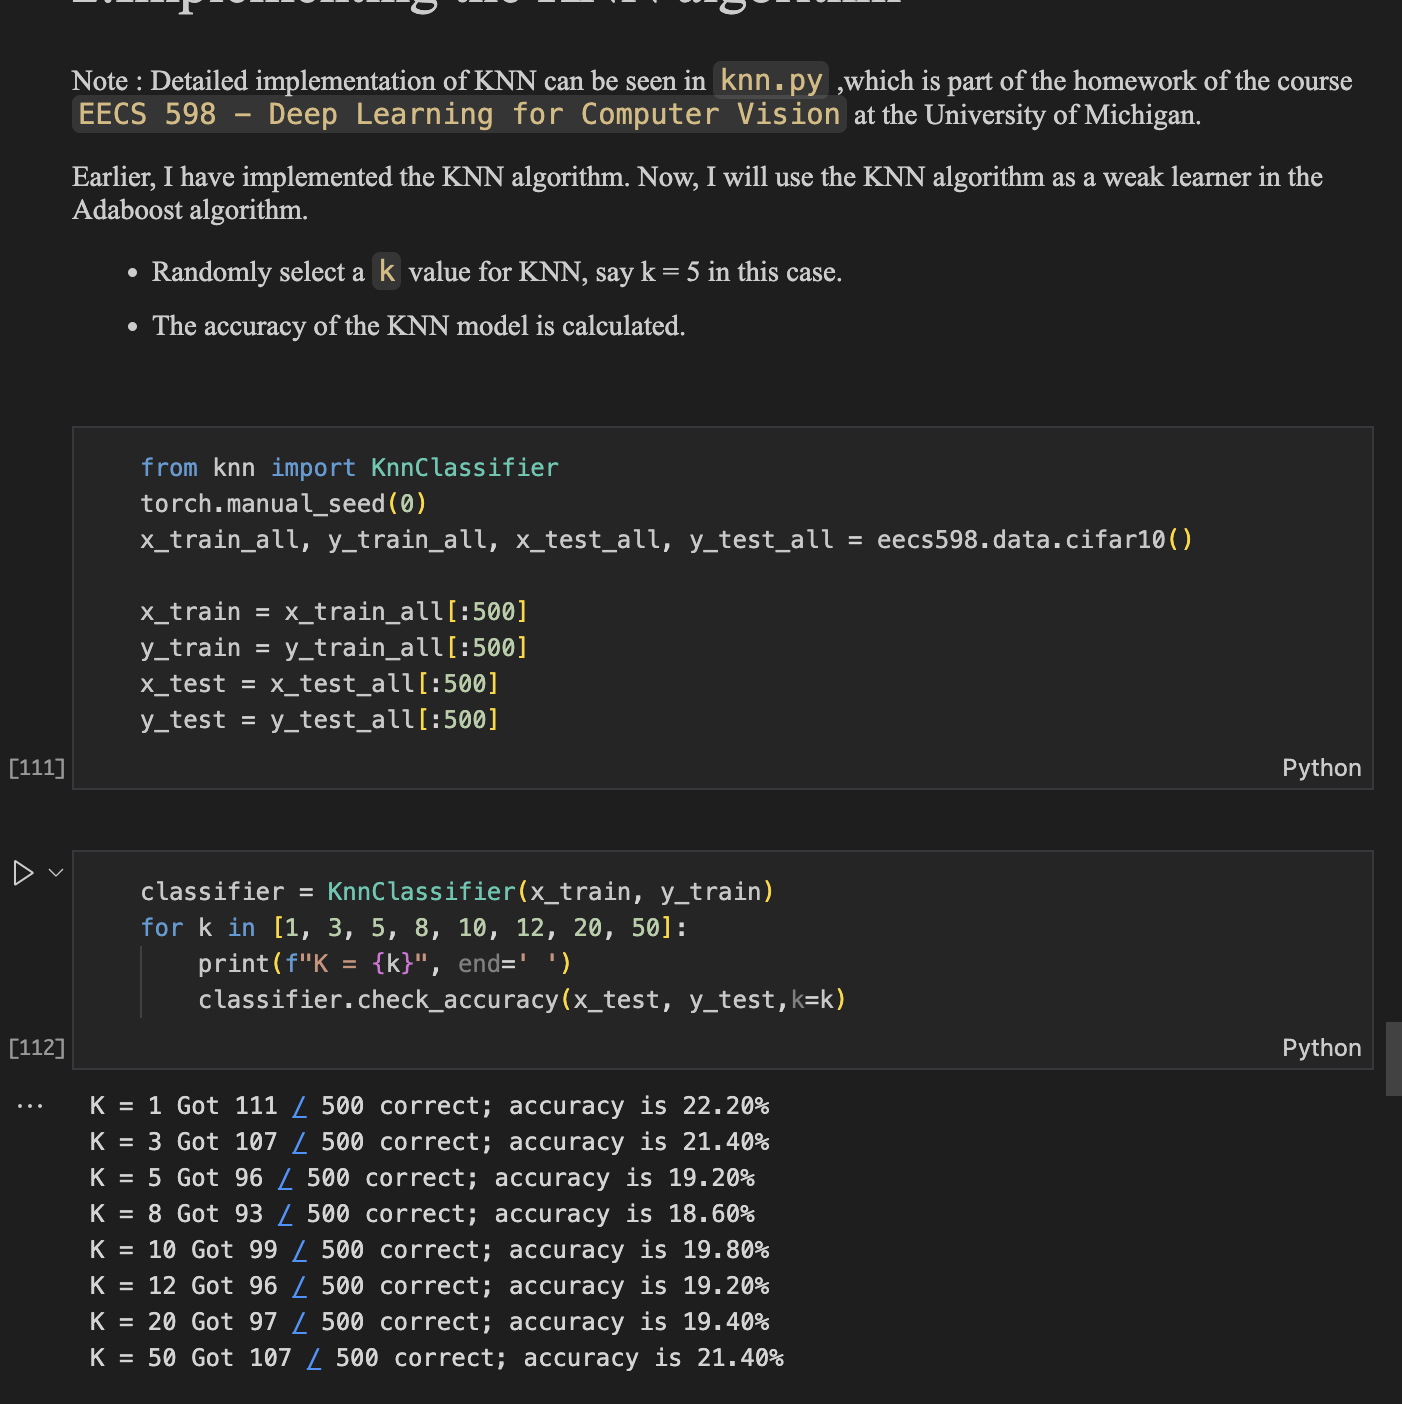 2.Implementing the KNN algorithm
Note : Detailed implementation of KNN can be seen in knn.py ,which is part of the homework of the course
EECS 598 – Deep Learning for Computer Vision at the University of Michigan.
Earlier, I have implemented the KNN algorithm. Now, I will use the KNN algorithm as a weak learner in the
Adaboost algorithm.
• Randomly select a k value for KNN, say k = 5 in this case.
• The accuracy of the KNN model is calculated.
from knn import KnnClassifier
torch.manual_seed(0)
x_train_all, y_train_all, x_test_all, y_test_all = eecs598.data.cifar10()
x_train = x_train_all[:500]
y_train = y_train_all[:500]
x_test = x_test_all[:500]
y_test = y_test_all[:500]
[111]
Python
classifier = KnnClassifier(x_train, y_train)
for k in [1, 3, 5, 8, 10, 12, 20, 50]:
    print(f"K = {k}", end=' ')
    classifier.check_accuracy(x_test, y_test,k=k)
[112]
Python
... K = 1 Got 111 / 500 correct; accuracy is 22.20%
K = 3 Got 107 / 500 correct; accuracy is 21.40%
K = 5 Got 96 / 500 correct; accuracy is 19.20%
K = 8 Got 93 / 500 correct; accuracy is 18.60%
K = 10 Got 99 / 500 correct; accuracy is 19.80%
K = 12 Got 96 / 500 correct; accuracy is 19.20%
K = 20 Got 97 / 500 correct; accuracy is 19.40%
K = 50 Got 107 / 500 correct; accuracy is 21.40%